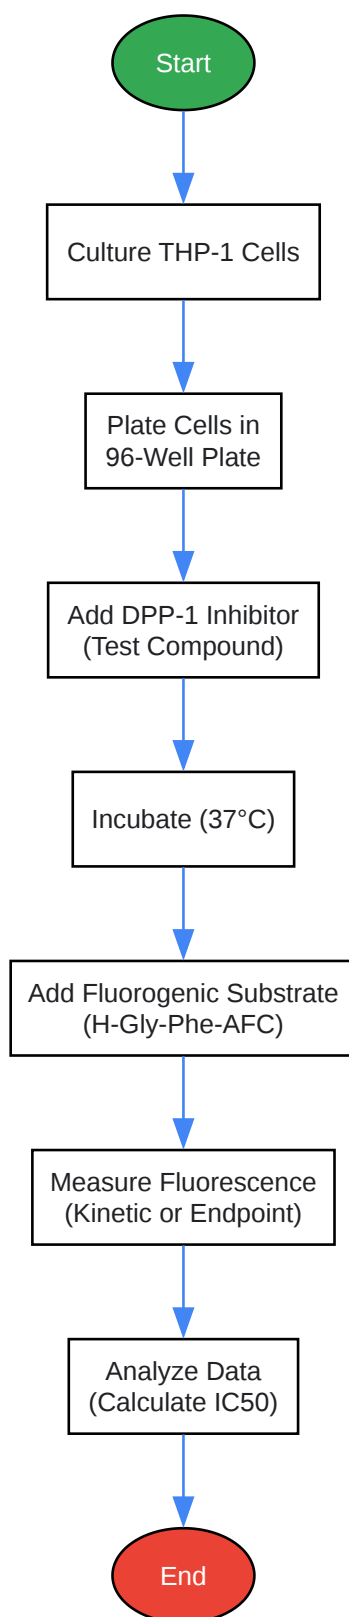 Start
Culture THP-1 Cells
Plate Cells in
96-Well Plate
Add DPP-1 Inhibitor
(Test Compound)
Incubate (37°C)
Add Fluorogenic Substrate
(H-Gly-Phe-AFC)
Measure Fluorescence
(Kinetic or Endpoint)
Analyze Data
(Calculate IC50)
End